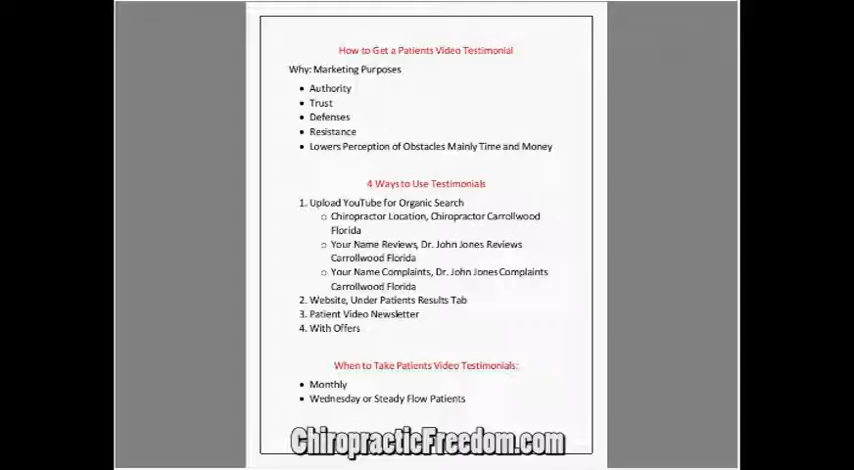 How to Get a Patients Video Testimonial
Why: Marketing Purposes
• Authority
• Trust
• Defenses
• Resistance
• Lowers Perception of Obstacles Mainly Time and Money
4 Ways to Use Testimonials
1. Upload YouTube for Organic Search
o Chiropractor Location, Chiropractor Carrollwood
Florida
o Your Name Reviews, Dr. John Jones Reviews
Carrollwood Florida
o Your Name Complaints, Dr. John Jones Complaints
Carrollwood Florida
2. Website, Under Patients Results Tab
3. Patient Video Newsletter
4. With Offers
When to Take Patients Video Testimonials:
• Monthly
• Wednesday or Steady Flow Patients
ChiropracticFreedom.com